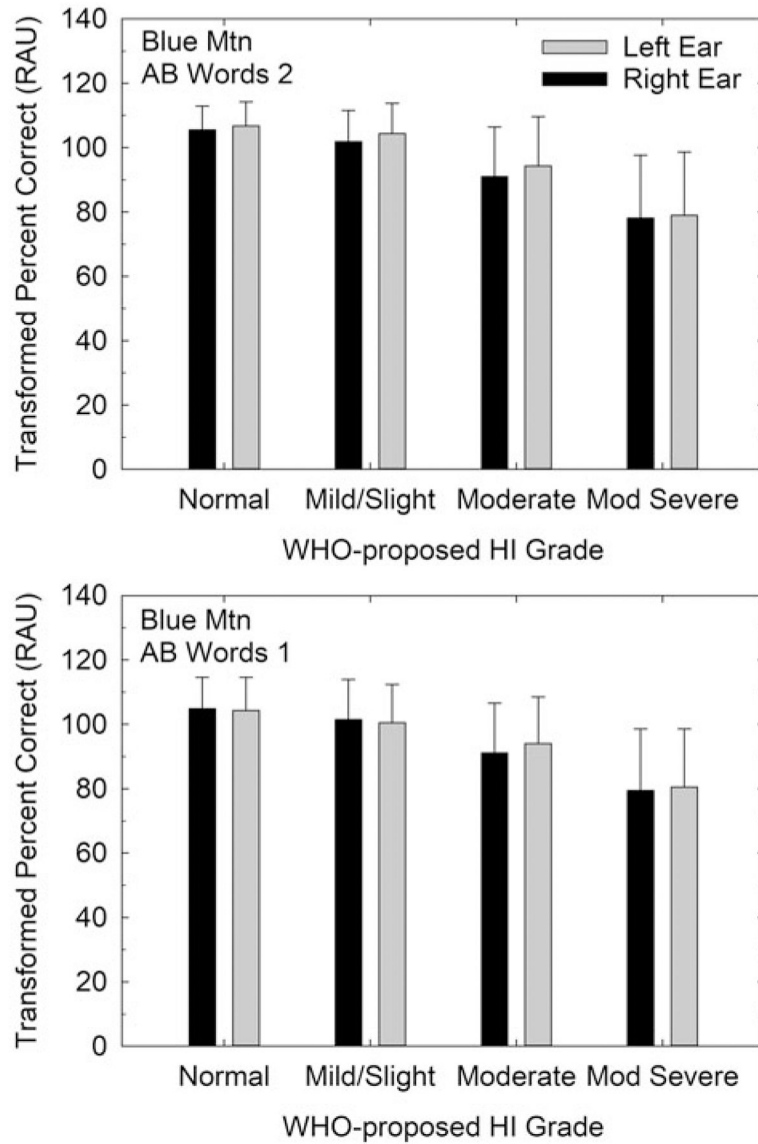 Transformed Percent Correct (RAU)
140
120
100
80
60
40
20
0
Blue Mtn
AB Words 2
Left Ear
Right Ear
Normal Mild/Slight Moderate Mod Severe
WHO-proposed HI Grade
Transformed Percent Correct (RAU)
140
120
100
80
60
40
20
0
Blue Mtn
AB Words 1
Normal Mild/Slight Moderate Mod Severe
WHO-proposed HI Grade